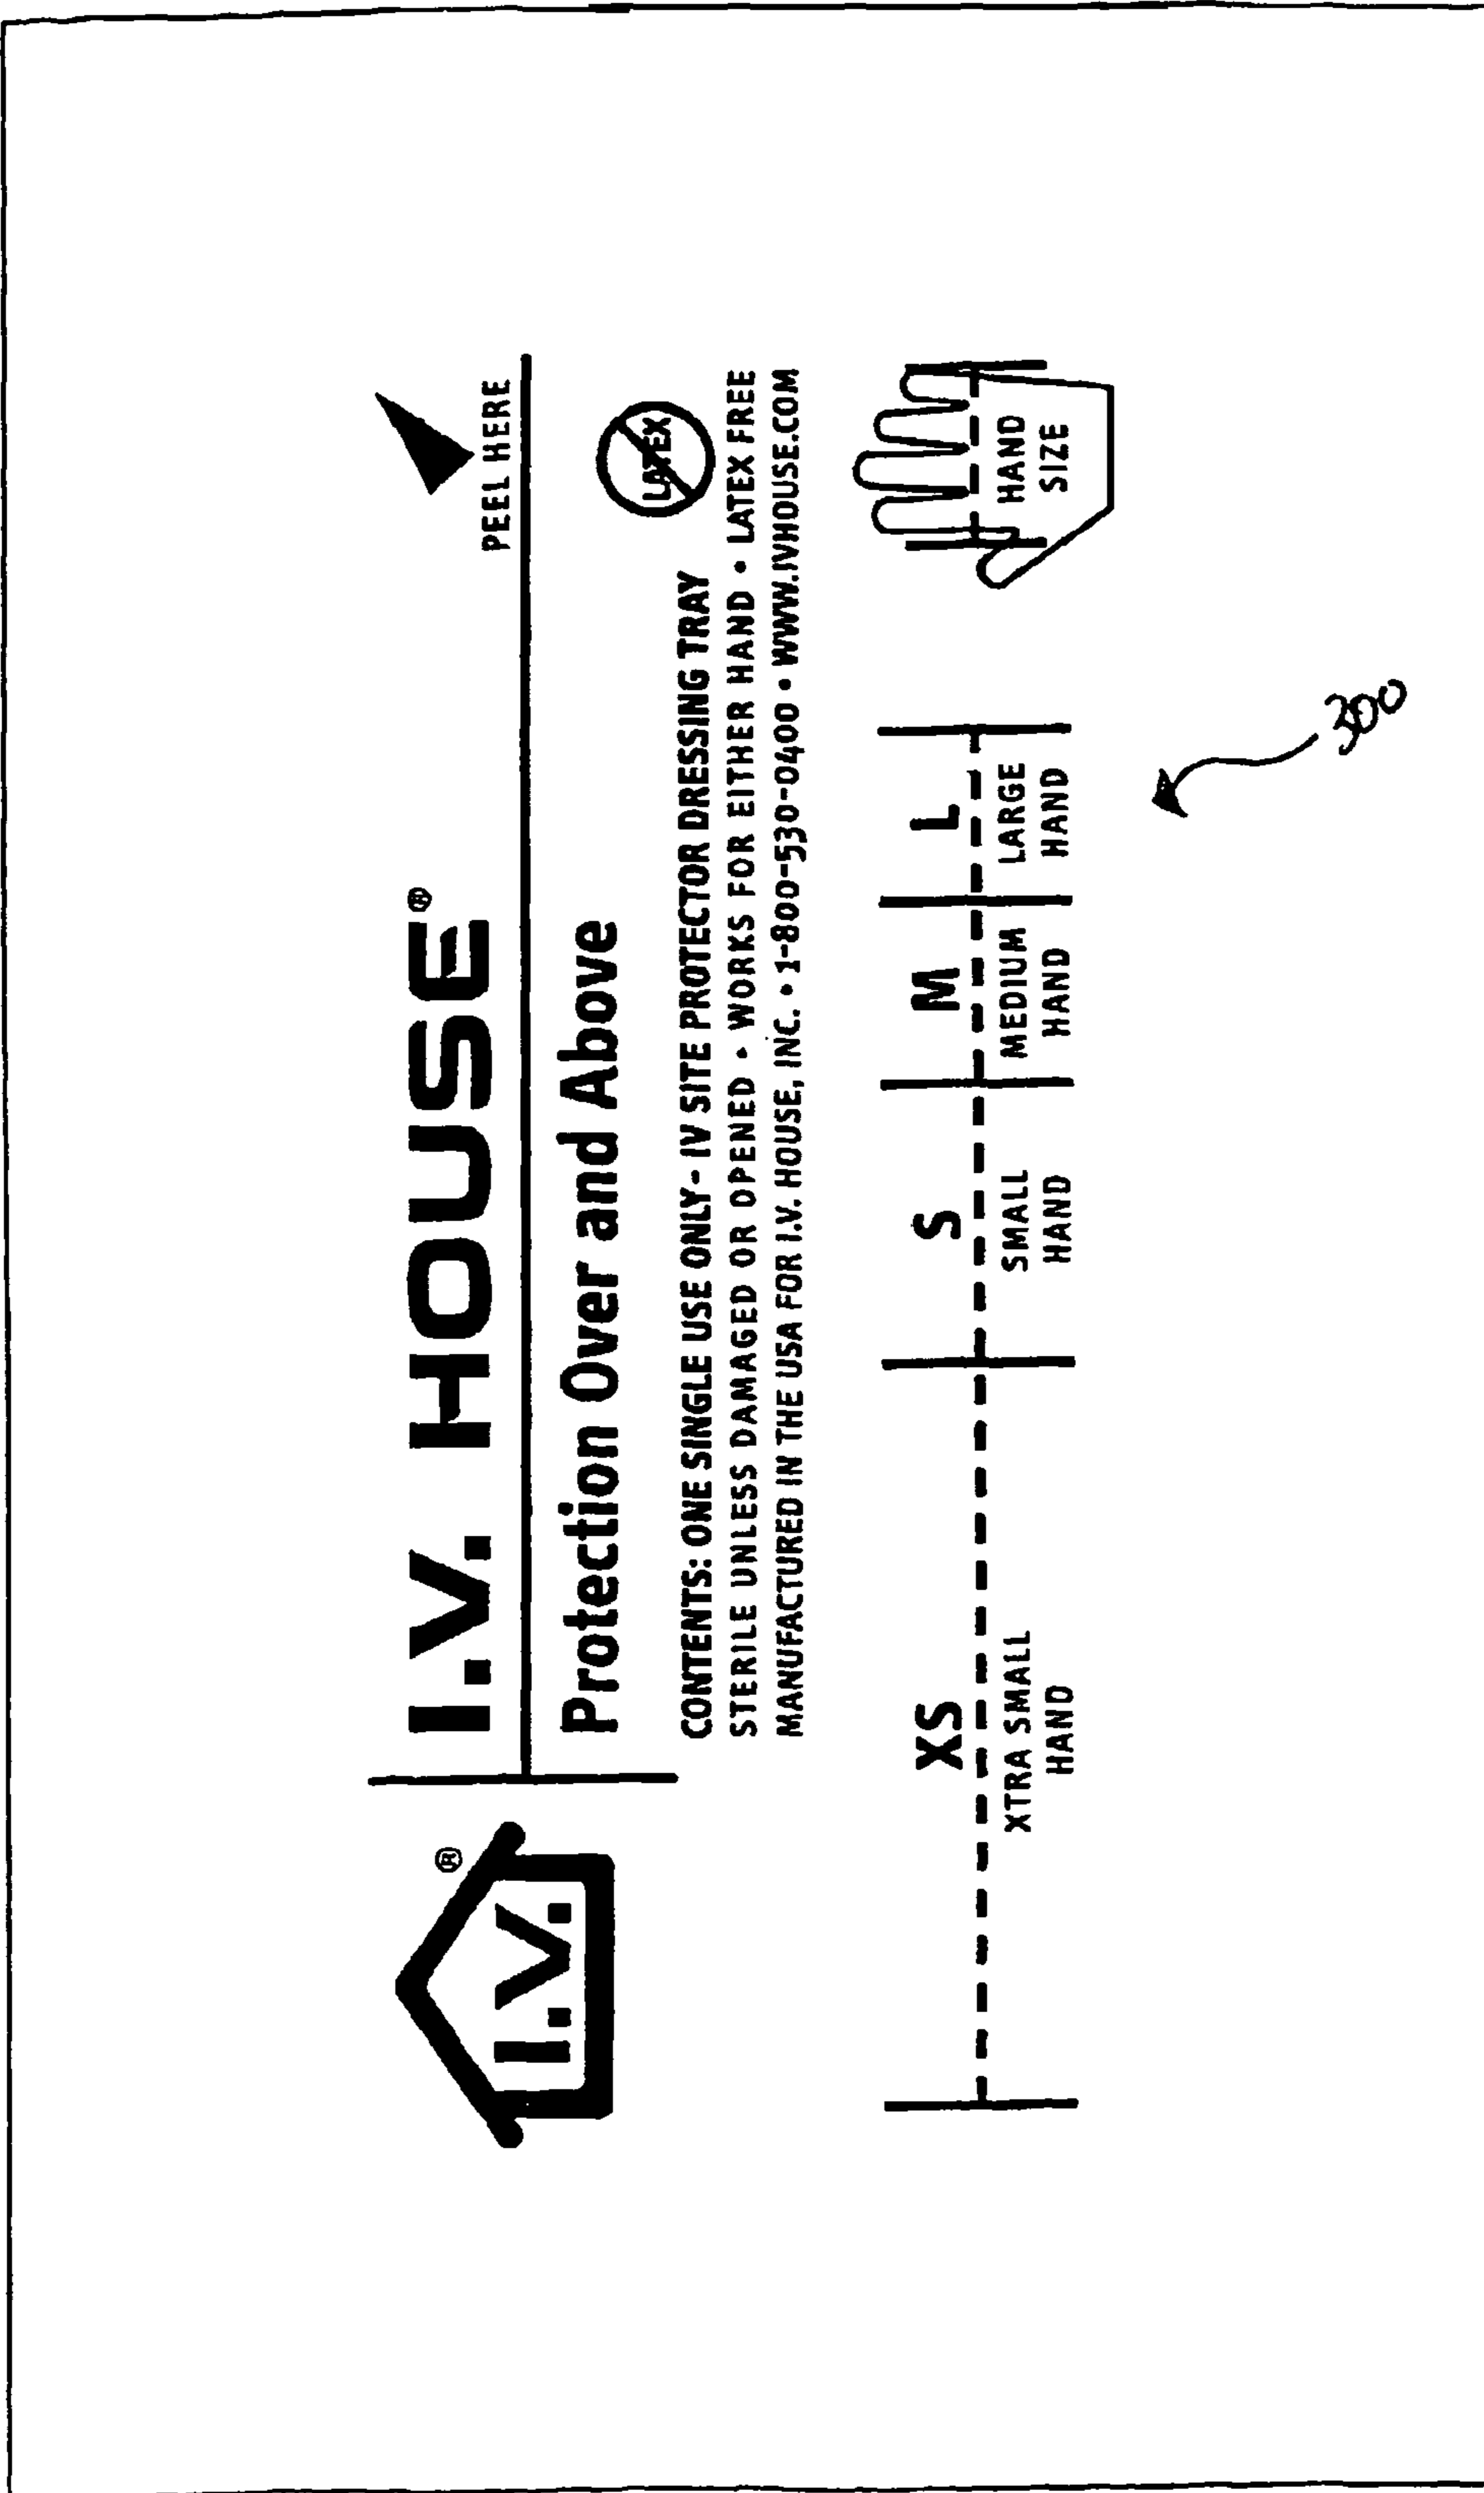 PEEL HERE
I.V. HOUSE®
I.V.®
Protection Over and Above
CONTENTS: ONE SINGLE USE ONLY - IV SITE PROTECTOR DRESSING TRAY
STERILE UNLESS DAMAGED OR OPENED • WORKS FOR EITHER HAND • LATEX FREE
MANUFACTURED IN THE USA FOR I.V. HOUSE, INC. • 1-800-530-0400 • WWW.IVHOUSE.COM
XS S M L
XTRA SMALL HAND
SMALL HAND
MEDIUM HAND
LARGE HAND
HAND SIZE